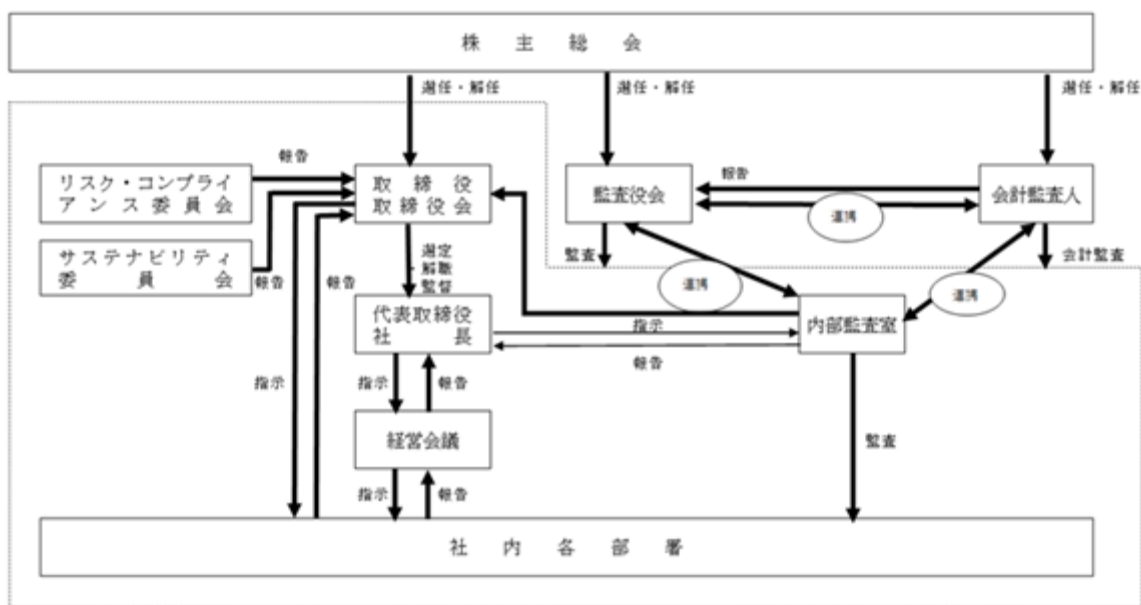 株主総会
選任・解任
選任・解任
選任・解任
報告
リスク・コンプライ
アンス委員会
取締役
取締役会
監査役会
報告
連携
会計監査人
サステナビリティ
委員会
報告
報告
選定
解職
監督
監査
会計監査
連携
連携
代表取締役
社長
指示
報告
内部監査室
指示
指示
報告
経営会議
監査
指示
報告
社内各部署